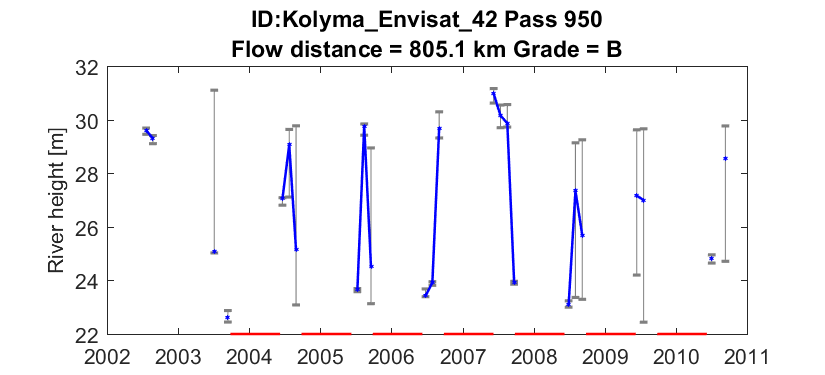 ID:Kolyma_Envisat_42 Pass 950
Flow distance = 805.1 km Grade = B
River height [m]
32
30
28
26
24
22
2002 2003 2004 2005 2006 2007 2008 2009 2010 2011